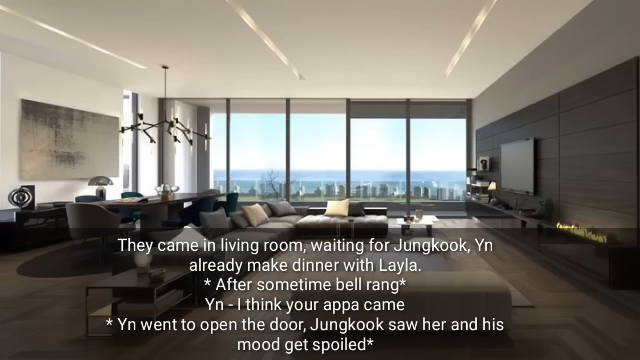 They came in living room, waiting for Jungkook, Yn
already make dinner with Layla.
* After sometime bell rang*
Yn - I think your appa came
* Yn went to open the door, Jungkook saw her and his
mood get spoiled*